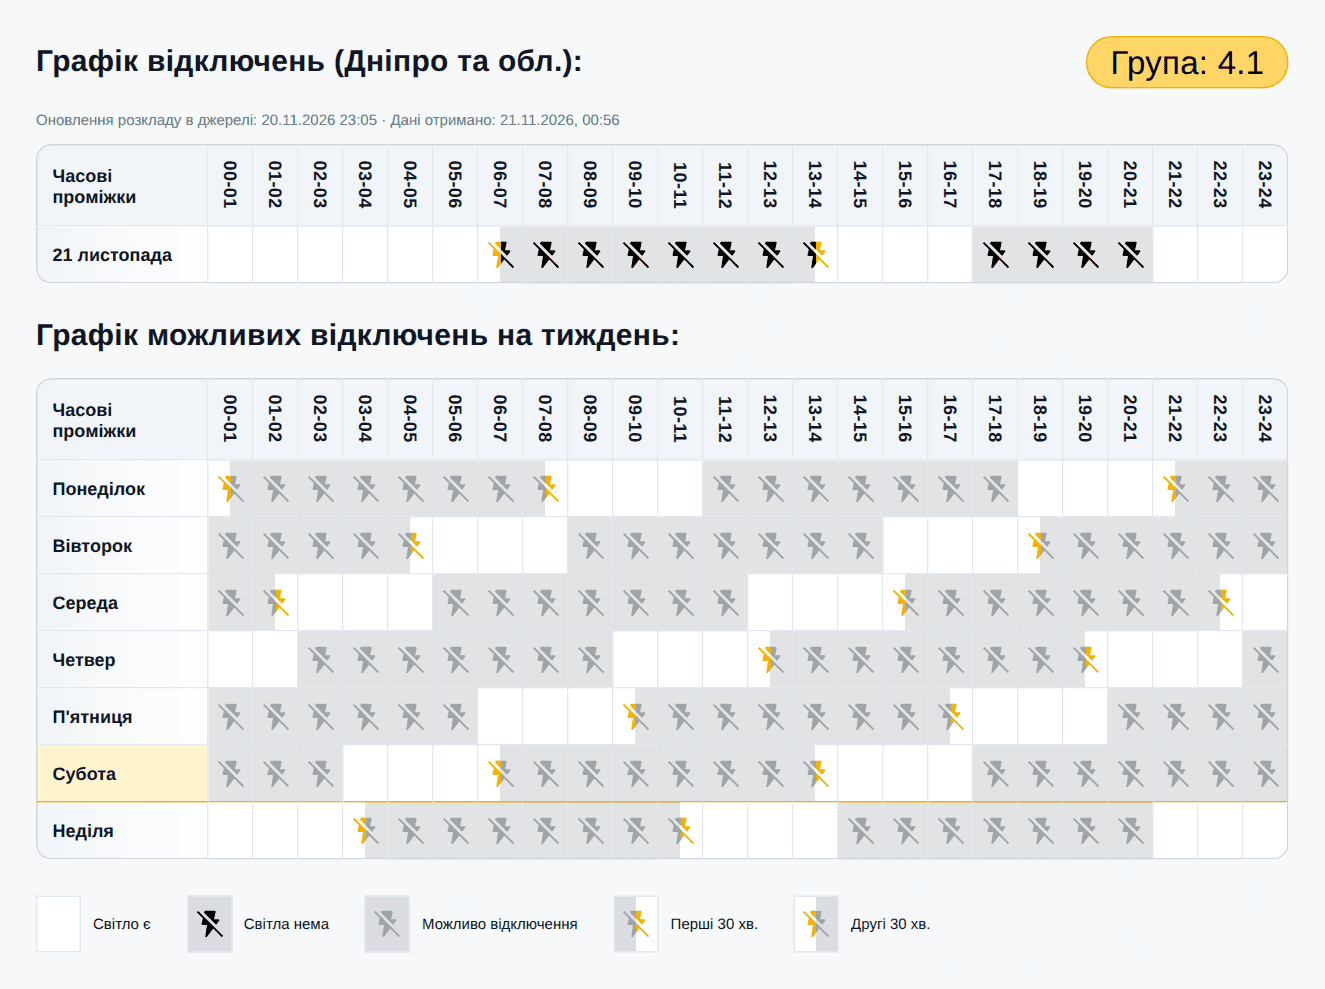 Графік відключень (Дніпро та обл.):
Група: 4.1
Оновлення розкладу в джерелі: 20.11.2026 23:05 · Дані отримано: 21.11.2026, 00:56
Часові
проміжки
00-01 01-02 02-03 03-04 04-05 05-06 06-07 07-08 08-09 09-10 10-11 11-12 12-13 13-14 14-15 15-16 16-17 17-18 18-19 19-20 20-21 21-22 22-23 23-24
21 листопада
Графік можливих відключень на тиждень:
Часові
проміжки
00-01 01-02 02-03 03-04 04-05 05-06 06-07 07-08 08-09 09-10 10-11 11-12 12-13 13-14 14-15 15-16 16-17 17-18 18-19 19-20 20-21 21-22 22-23 23-24
Понеділок
Вівторок
Середа
Четвер
П'ятниця
Субота
Неділя
Світло є
Світла нема
Можливо відключення
Перші 30 хв.
Другі 30 хв.